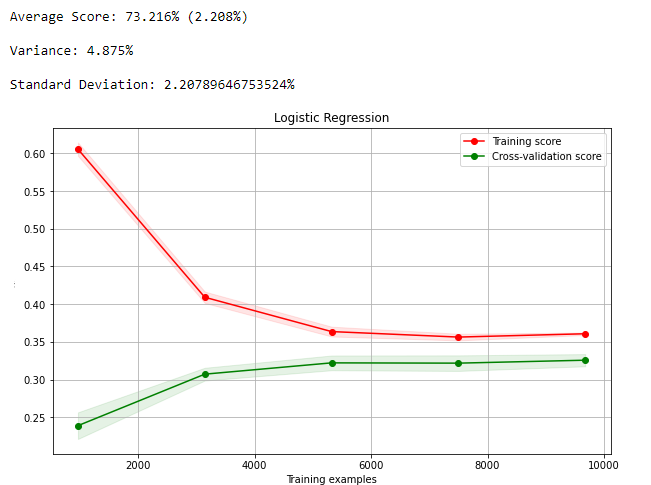 Average Score: 73.216% (2.208%)
Variance: 4.875%
Standard Deviation: 2.20789646753524%
Logistic Regression
Training score
Cross-validation score
0.60
0.55
0.50
0.45
0.40
0.35
0.30
0.25
2000 4000 6000 8000 10000
Training examples